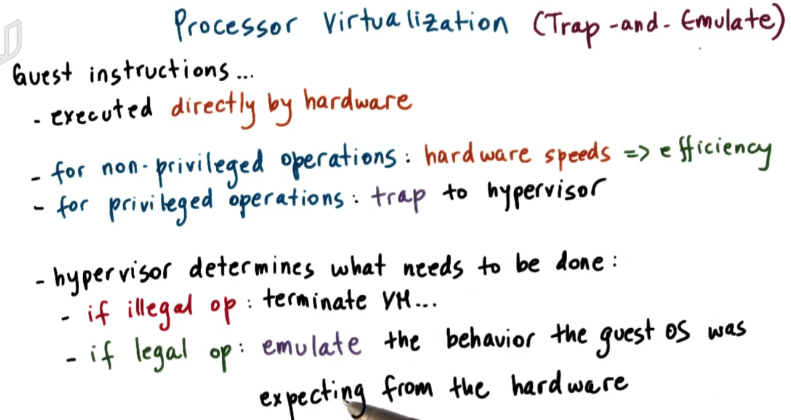 Processor Virtualization (Trap-and-Emulate)
Guest instructions...
- executed directly by hardware
- for non-privileged operations: hardware speeds => efficiency
- for privileged operations: trap to hypervisor
- hypervisor determines what needs to be done:
- if illegal op: terminate VM...
- if legal op: emulate the behavior the guest OS was
expecting from the hardware